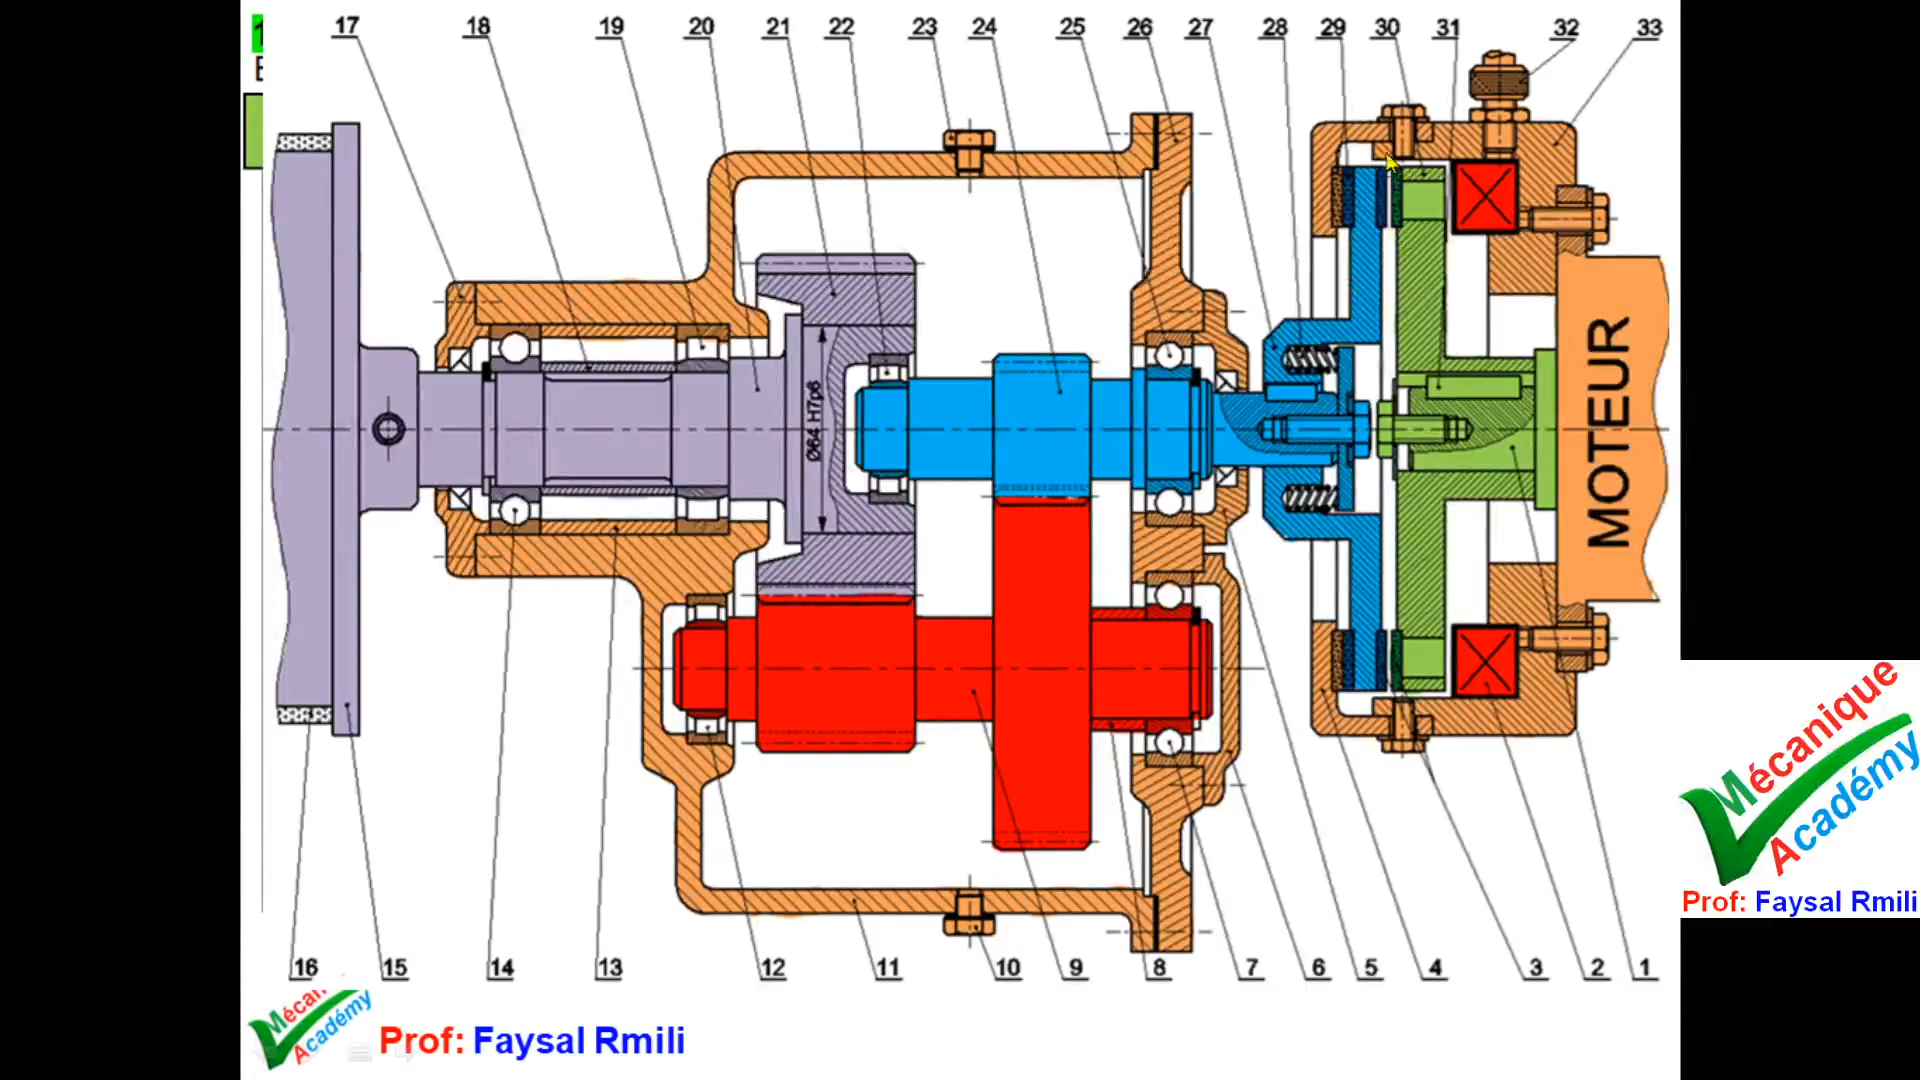 17 18 19 20 21 22 23 24 25 26 27 28 29 30 31 32 33
Ø64 H7p6
MOTEUR
16 15 14 13 12 11 10 9 8 7 6 5 4 3 2 1
Mécanique
Académy
Prof: Faysal Rmili
Académy
Prof: Faysal Rmili